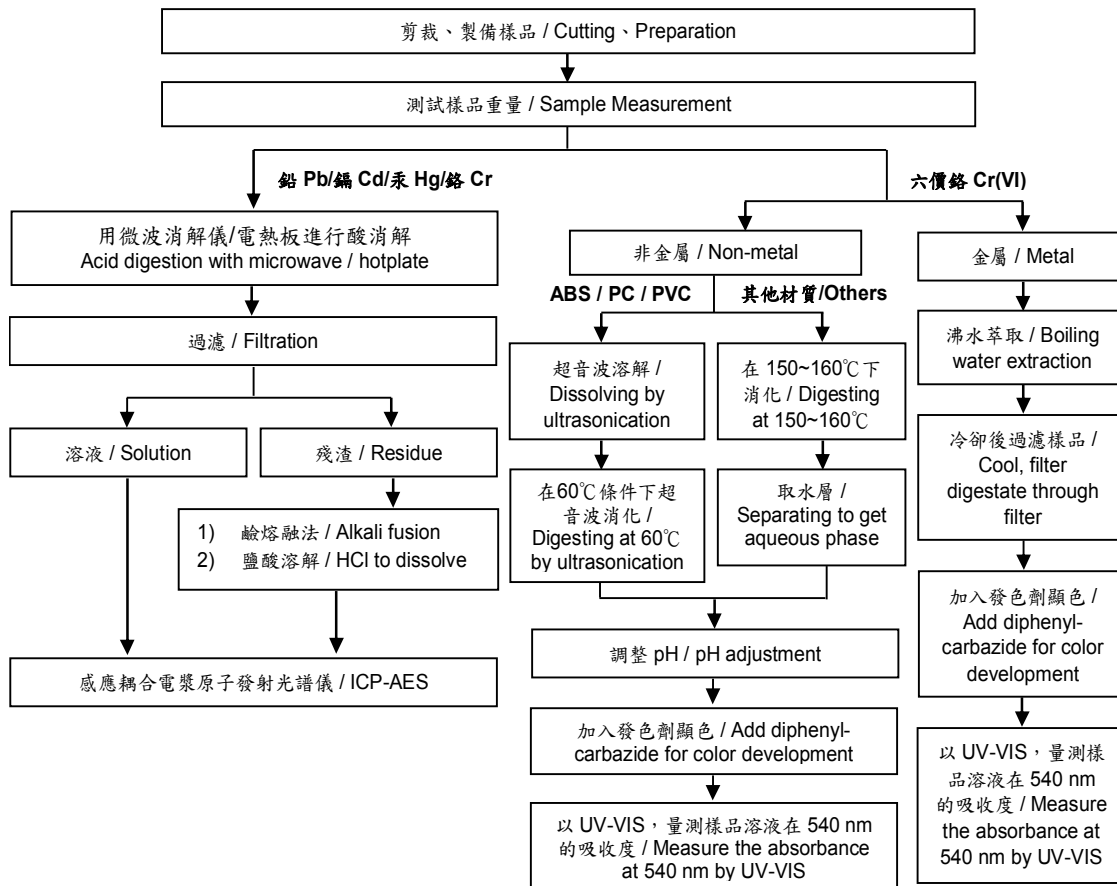 剪裁、製備樣品 / Cutting、Preparation
測試樣品重量 / Sample Measurement
鉛 Pb/鎘 Cd/汞 Hg/鉻 Cr
六價鉻 Cr(VI)
用微波消解儀/電熱板進行酸消解
Acid digestion with microwave / hotplate
過濾 / Filtration
溶液 / Solution
殘渣 / Residue
1) 鹼熔融法 / Alkali fusion
2) 鹽酸溶解 / HCl to dissolve
感應耦合電漿原子發射光譜儀 / ICP-AES
非金屬 / Non-metal
ABS / PC / PVC
其他材質/Others
超音波溶解 /
Dissolving by
ultrasonication
在60℃條件下超
音波消化 /
Digesting at 60℃
by ultrasonication
在 150~160℃下
消化 / Digesting
at 150~160℃
取水層 /
Separating to get
aqueous phase
調整 pH / pH adjustment
加入發色劑顯色 / Add diphenyl-
carbazide for color development
以 UV-VIS，量測樣品溶液在 540 nm
的吸收度 / Measure the absorbance
at 540 nm by UV-VIS
金屬 / Metal
沸水萃取 / Boiling
water extraction
冷卻後過濾樣品 /
Cool, filter
digestate through
filter
加入發色劑顯色 /
Add diphenyl-
carbazide for color
development
以 UV-VIS，量測樣
品溶液在 540 nm
的吸收度 / Measure
the absorbance at
540 nm by UV-VIS